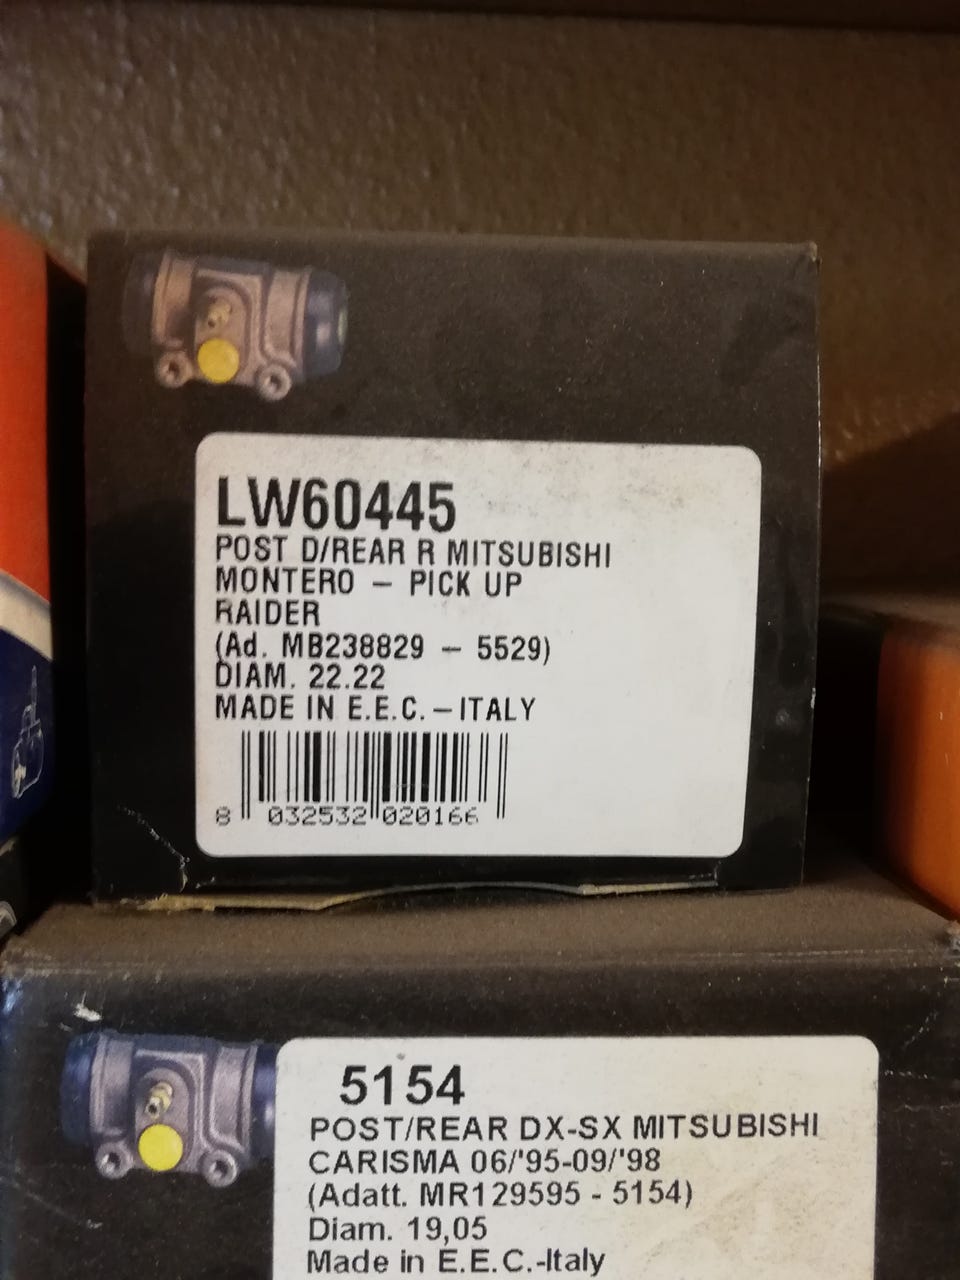 LW60445
POST D/REAR R MITSUBISHI
MONTERO – PICK UP
RAIDER
(Ad. MB238829 – 5529)
DIAM. 22.22
MADE IN E.E.C. – ITALY
8 032532 020166
5154
POST/REAR DX-SX MITSUBISHI
CARISMA 06/'95-09/'98
(Adatt. MR129595 - 5154)
Diam. 19,05
Made in E.E.C.-Italy